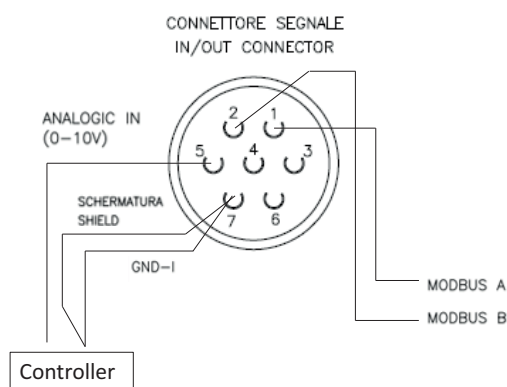 CONNETTORE SEGNALE
IN/OUT CONNECTOR
ANALOGIC IN
(0-10V)
2
1
5
4
3
SCHERMATURA
SHIELD
7
6
GND-I
MODBUS A
MODBUS B
Controller